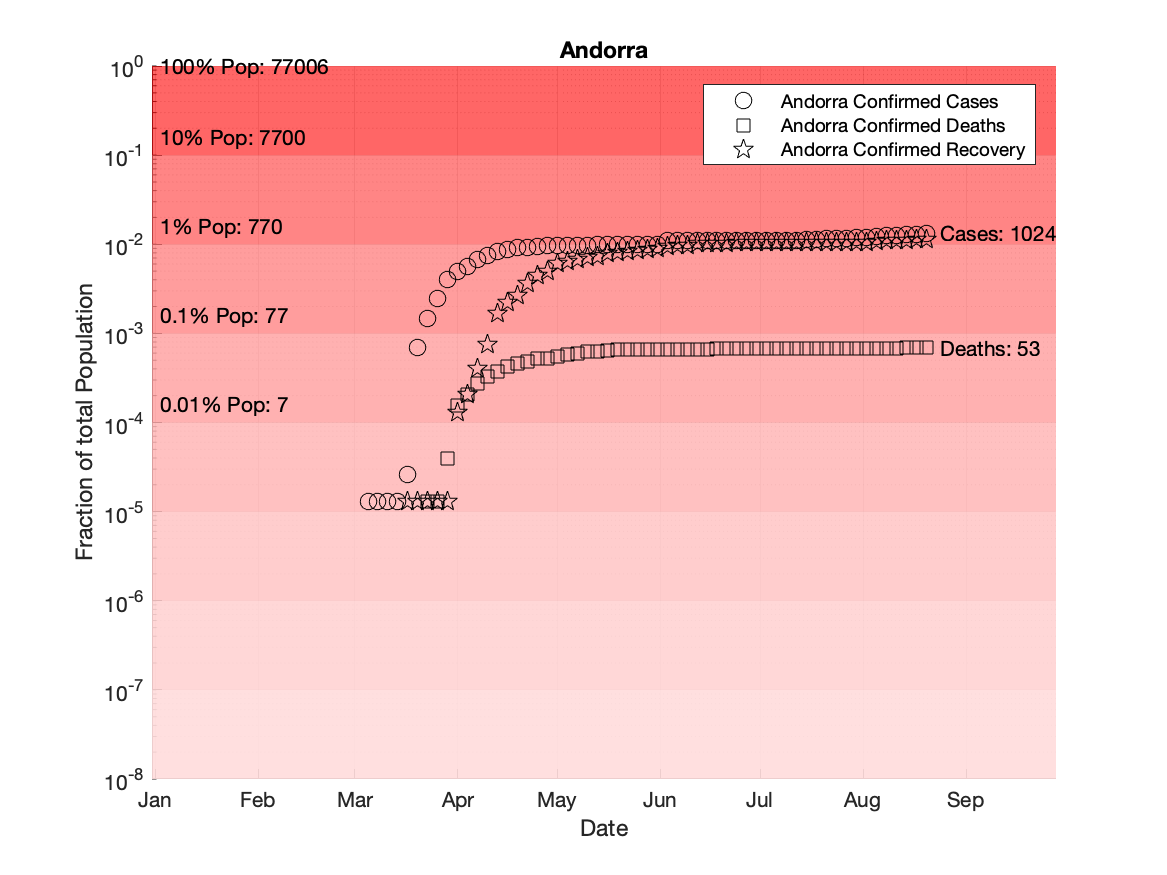 Andorra
10^0
100% Pop: 77006
Andorra Confirmed Cases
Andorra Confirmed Deaths
Andorra Confirmed Recovery
10% Pop: 7700
10^-1
1% Pop: 770
10^-2
Cases: 1024
0.1% Pop: 77
10^-3
Deaths: 53
0.01% Pop: 7
10^-4
10^-5
10^-6
10^-7
10^-8
Fraction of total Population
Jan Feb Mar Apr May Jun Jul Aug Sep
Date